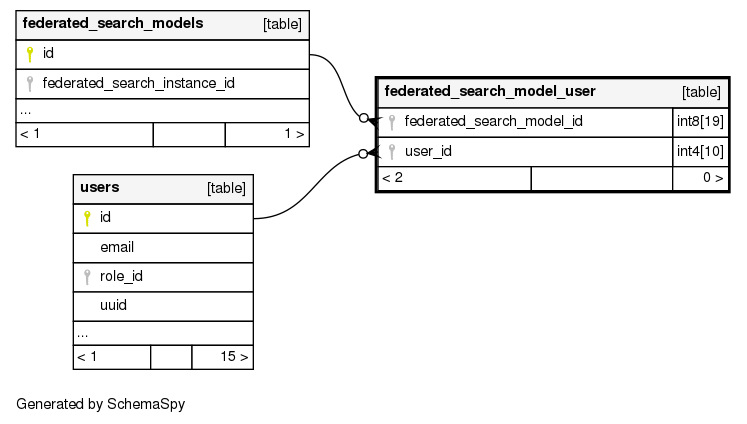 federated_search_models [table]
id
federated_search_instance_id
...
< 1 1 >
federated_search_model_user [table]
federated_search_model_id int8[19]
user_id int4[10]
< 2 0 >
users [table]
id
email
role_id
uuid
...
< 1 15 >
Generated by SchemaSpy